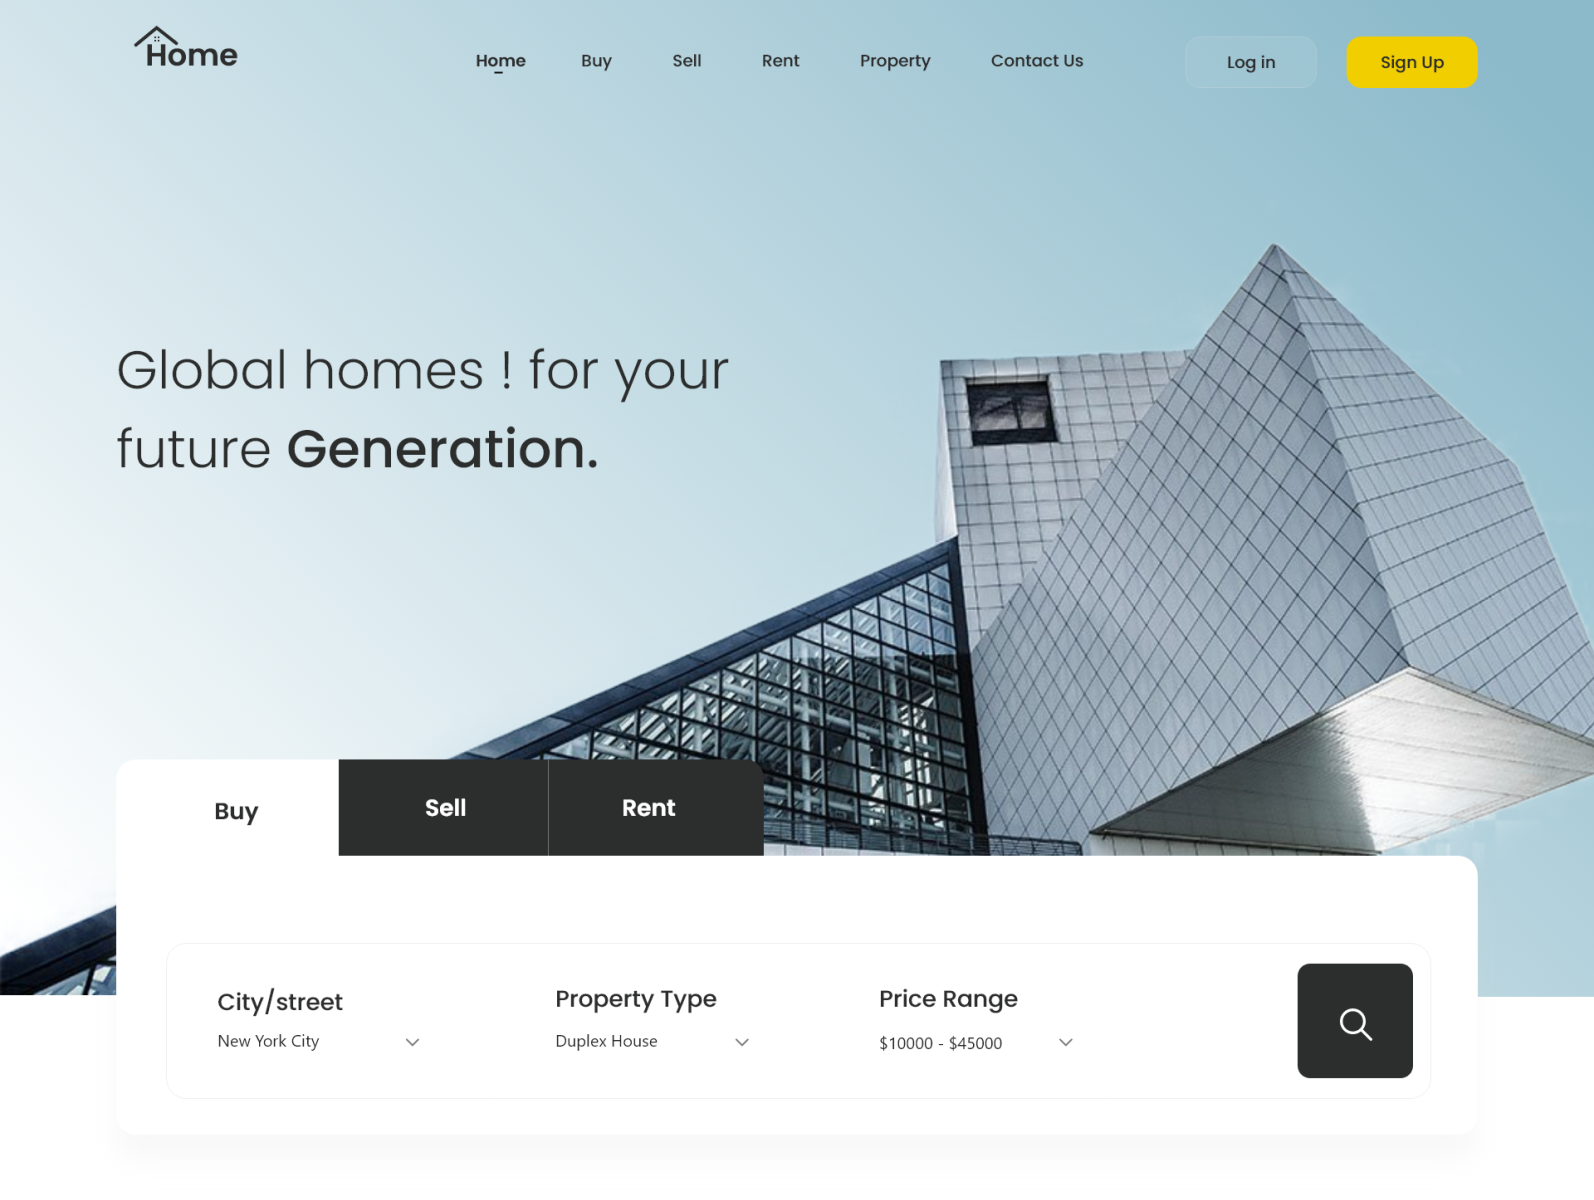 Home
Home Buy Sell Rent Property Contact Us Log in Sign Up
Global homes ! for your
future Generation.
Buy Sell Rent
City/street Property Type Price Range
New York City Duplex House $10000 - $45000